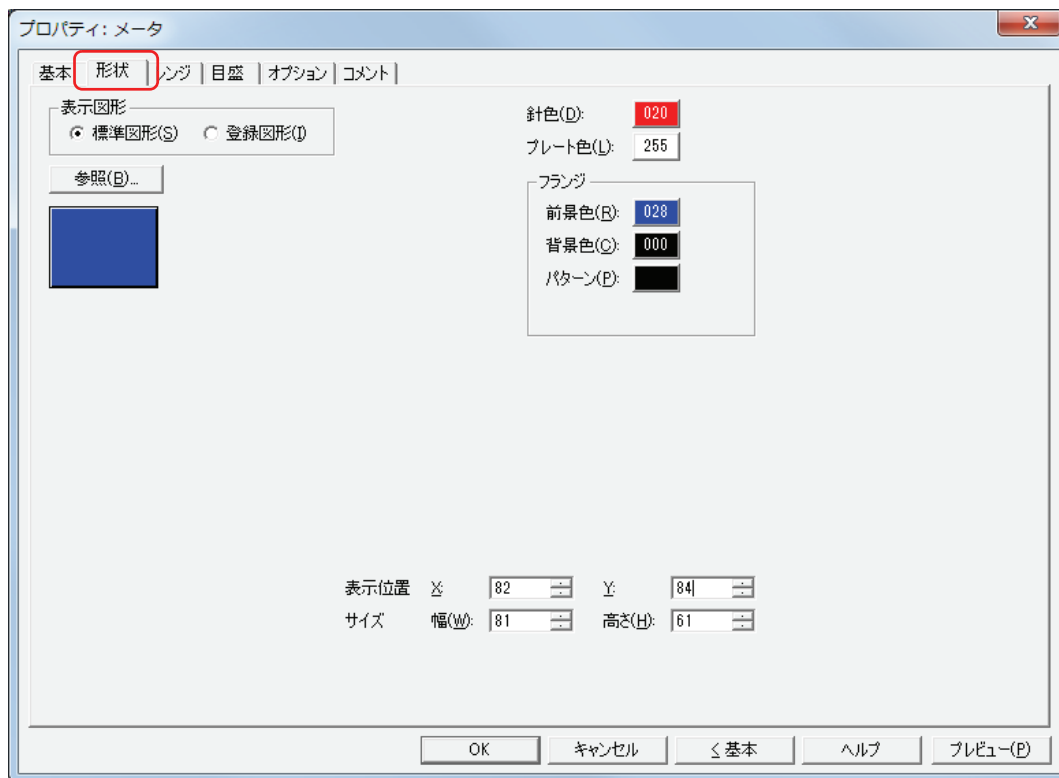 プロパティ: メータ
基本 形状 レンジ 目盛 オプション コメント
表示図形
標準図形(S) 登録図形(I)
参照(B)...
針色(D): 020
プレート色(L): 255
フランジ
前景色(R): 028
背景色(C): 000
パターン(P):
表示位置 X: 82 Y: 84
サイズ 幅(W): 81 高さ(H): 61
OK キャンセル < 基本 ヘルプ プレビュー(P)